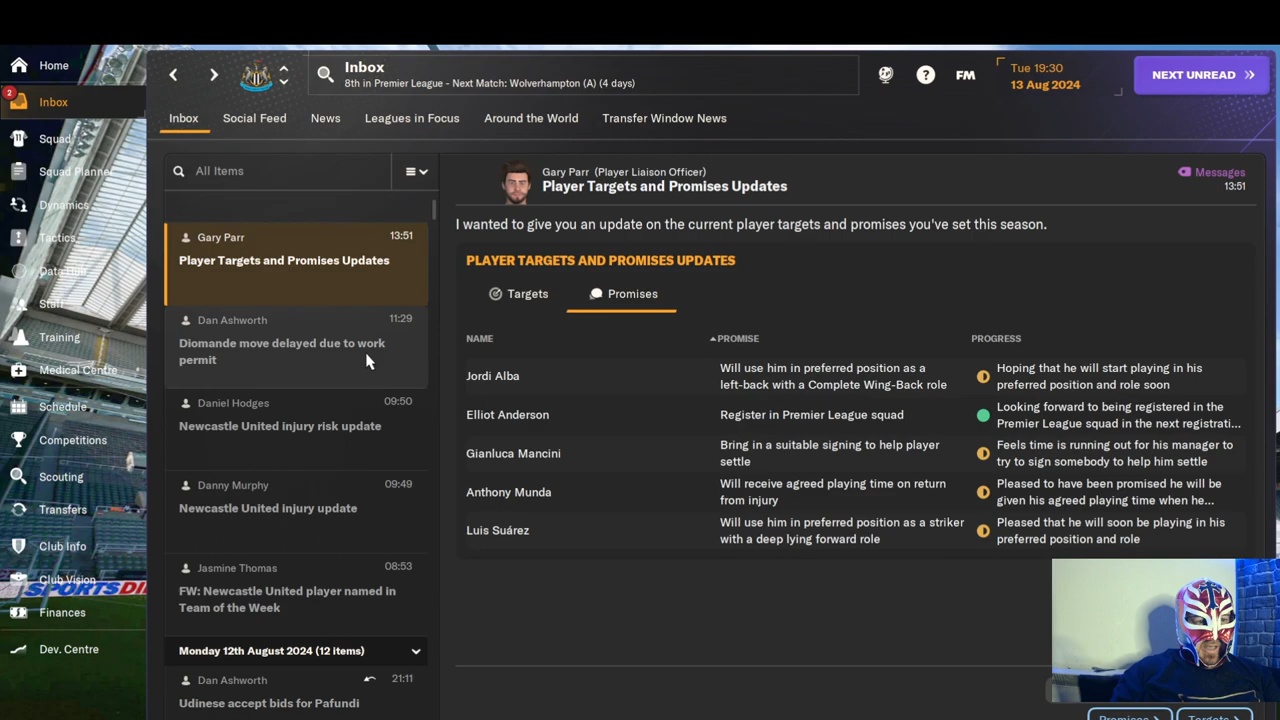 Home
2
Inbox
Squad
Squad Planner
Dynamics
Tactics
Data Hub
Staff
Training
Medical Centre
Schedule
Competitions
Scouting
Transfers
Club Info
Club Vision
Finances
Dev. Centre
Inbox
8th in Premier League - Next Match: Wolverhampton (A) (4 days)
?
FM
Tue 19:30
13 Aug 2024
NEXT UNREAD
Inbox
Social Feed
News
Leagues in Focus
Around the World
Transfer Window News
All Items
Gary Parr 13:51
Player Targets and Promises Updates
Dan Ashworth 11:29
Diomande move delayed due to work
permit
Daniel Hodges 09:50
Newcastle United injury risk update
Danny Murphy 09:49
Newcastle United injury update
Jasmine Thomas 08:53
FW: Newcastle United player named in
Team of the Week
Monday 12th August 2024 (12 items)
Dan Ashworth 21:11
Udinese accept bids for Pafundi
Gary Parr (Player Liaison Officer)
Player Targets and Promises Updates
Messages
13:51
I wanted to give you an update on the current player targets and promises you've set this season.
PLAYER TARGETS AND PROMISES UPDATES
Targets
Promises
NAME PROMISE PROGRESS
Jordi Alba
Will use him in preferred position as a
left-back with a Complete Wing-Back role
Hoping that he will start playing in his
preferred position and role soon
Elliot Anderson
Register in Premier League squad
Looking forward to being registered in the
Premier League squad in the next registrati...
Gianluca Mancini
Bring in a suitable signing to help player
settle
Feels time is running out for his manager to
try to sign somebody to help him settle
Anthony Munda
Will receive agreed playing time on return
from injury
Pleased to have been promised he will be
given his agreed playing time when he...
Luis Suárez
Will use him in preferred position as a striker
with a deep lying forward role
Pleased that he will soon be playing in his
preferred position and role
Promises
Targets